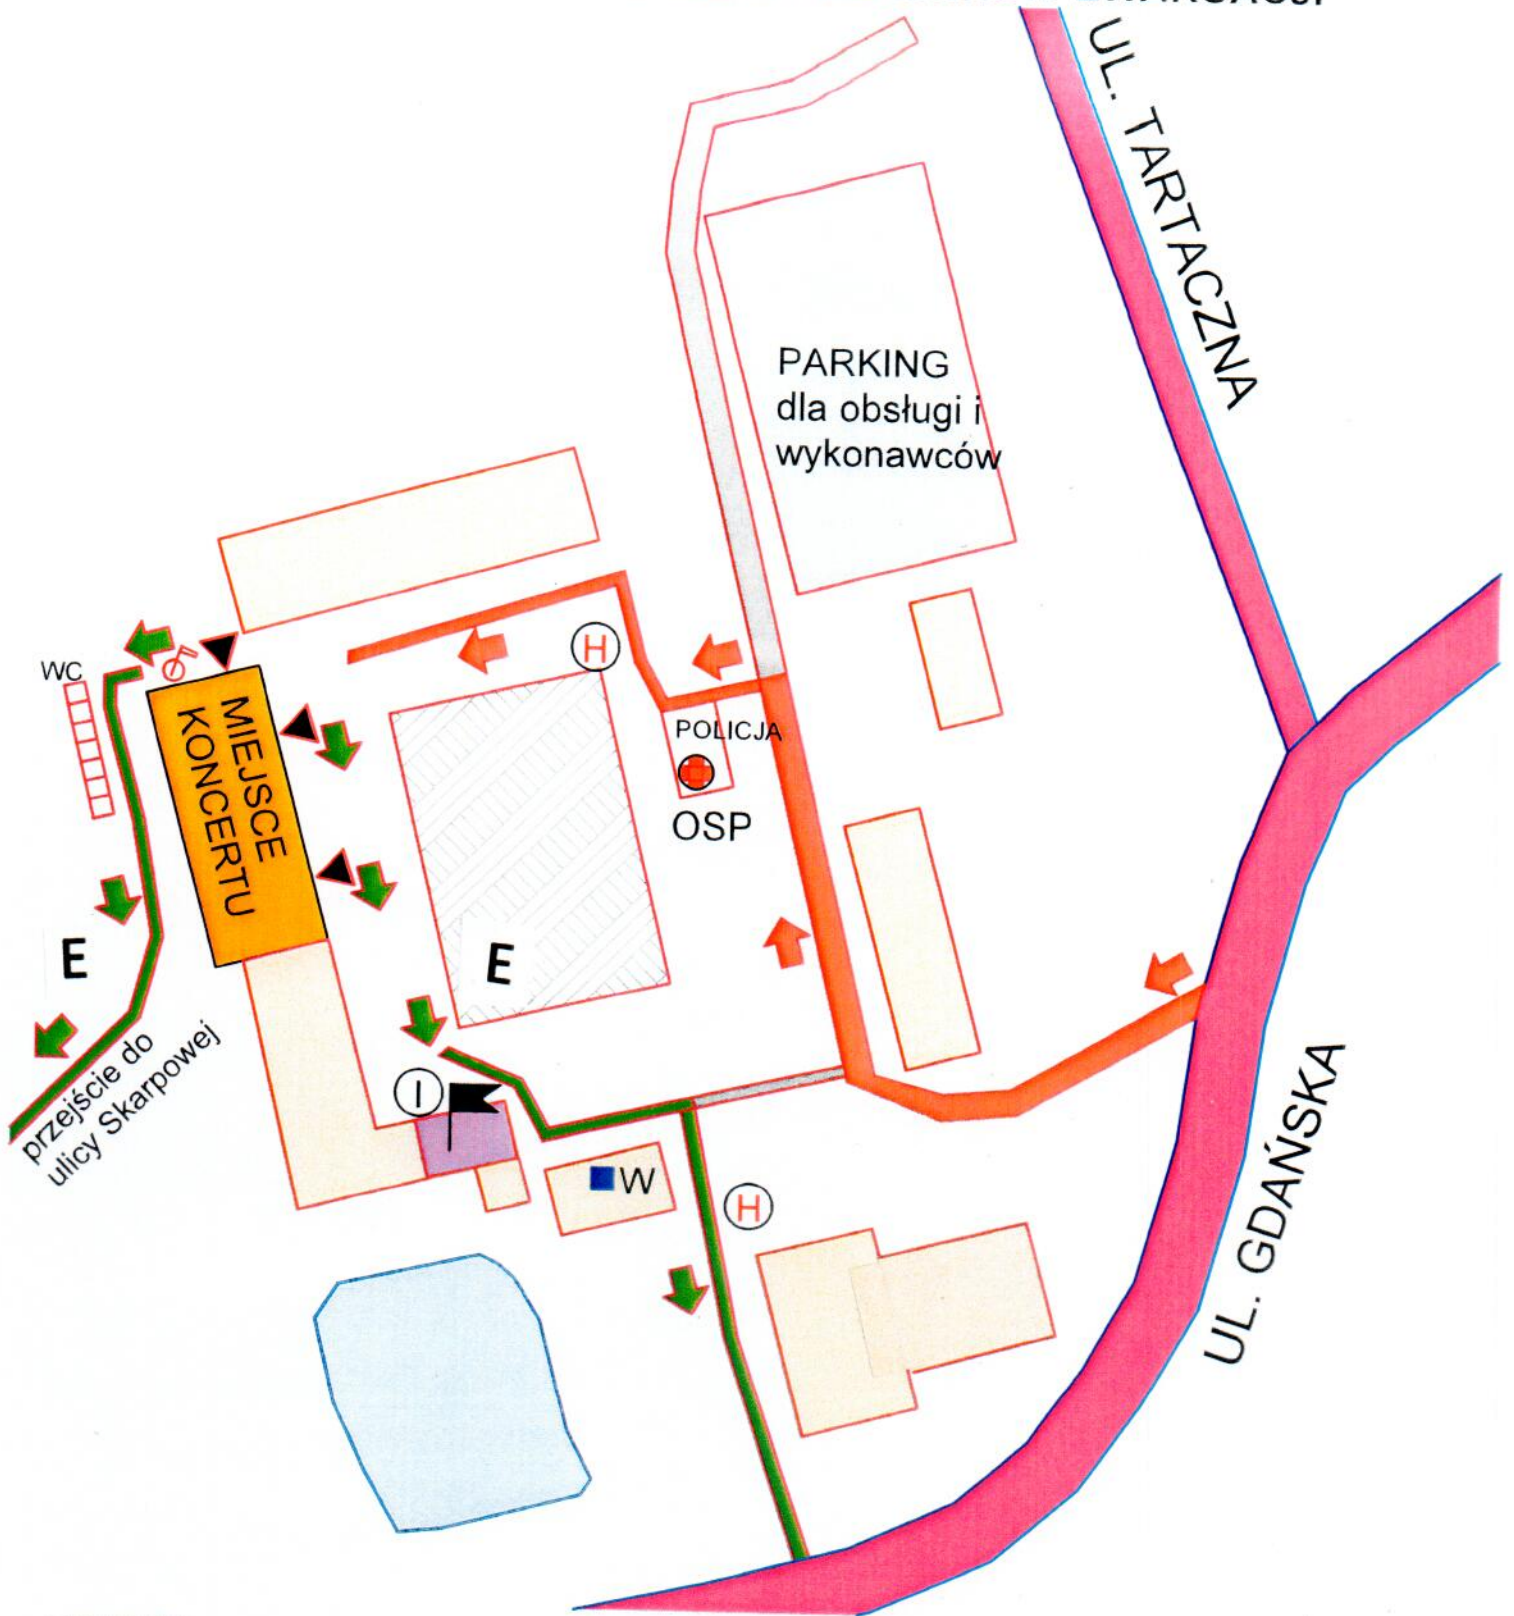 UL. TARTACZNA
PARKING
dla obsługi i
wykonawców
H
WC
POLICJA
MIEJSCE
KONCERTU
OSP
E
E
przejście do
ulicy Skarpowej
I
W
H
UL. GDAŃSKA